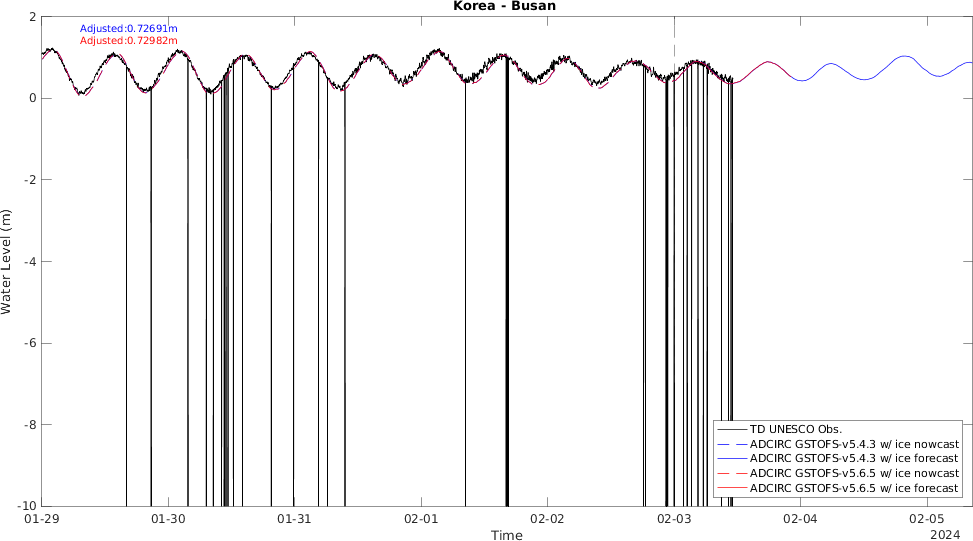 Korea - Busan
Adjusted:0.72691m
Adjusted:0.72982m
2
0
-2
-4
-6
-8
-10
Water Level (m)
01-29
01-30
01-31
02-01
02-02
02-03
02-04
02-05
Time
2024
TD UNESCO Obs.
ADCIRC GSTOFS-v5.4.3 w/ ice nowcast
ADCIRC GSTOFS-v5.4.3 w/ ice forecast
ADCIRC GSTOFS-v5.6.5 w/ ice nowcast
ADCIRC GSTOFS-v5.6.5 w/ ice forecast